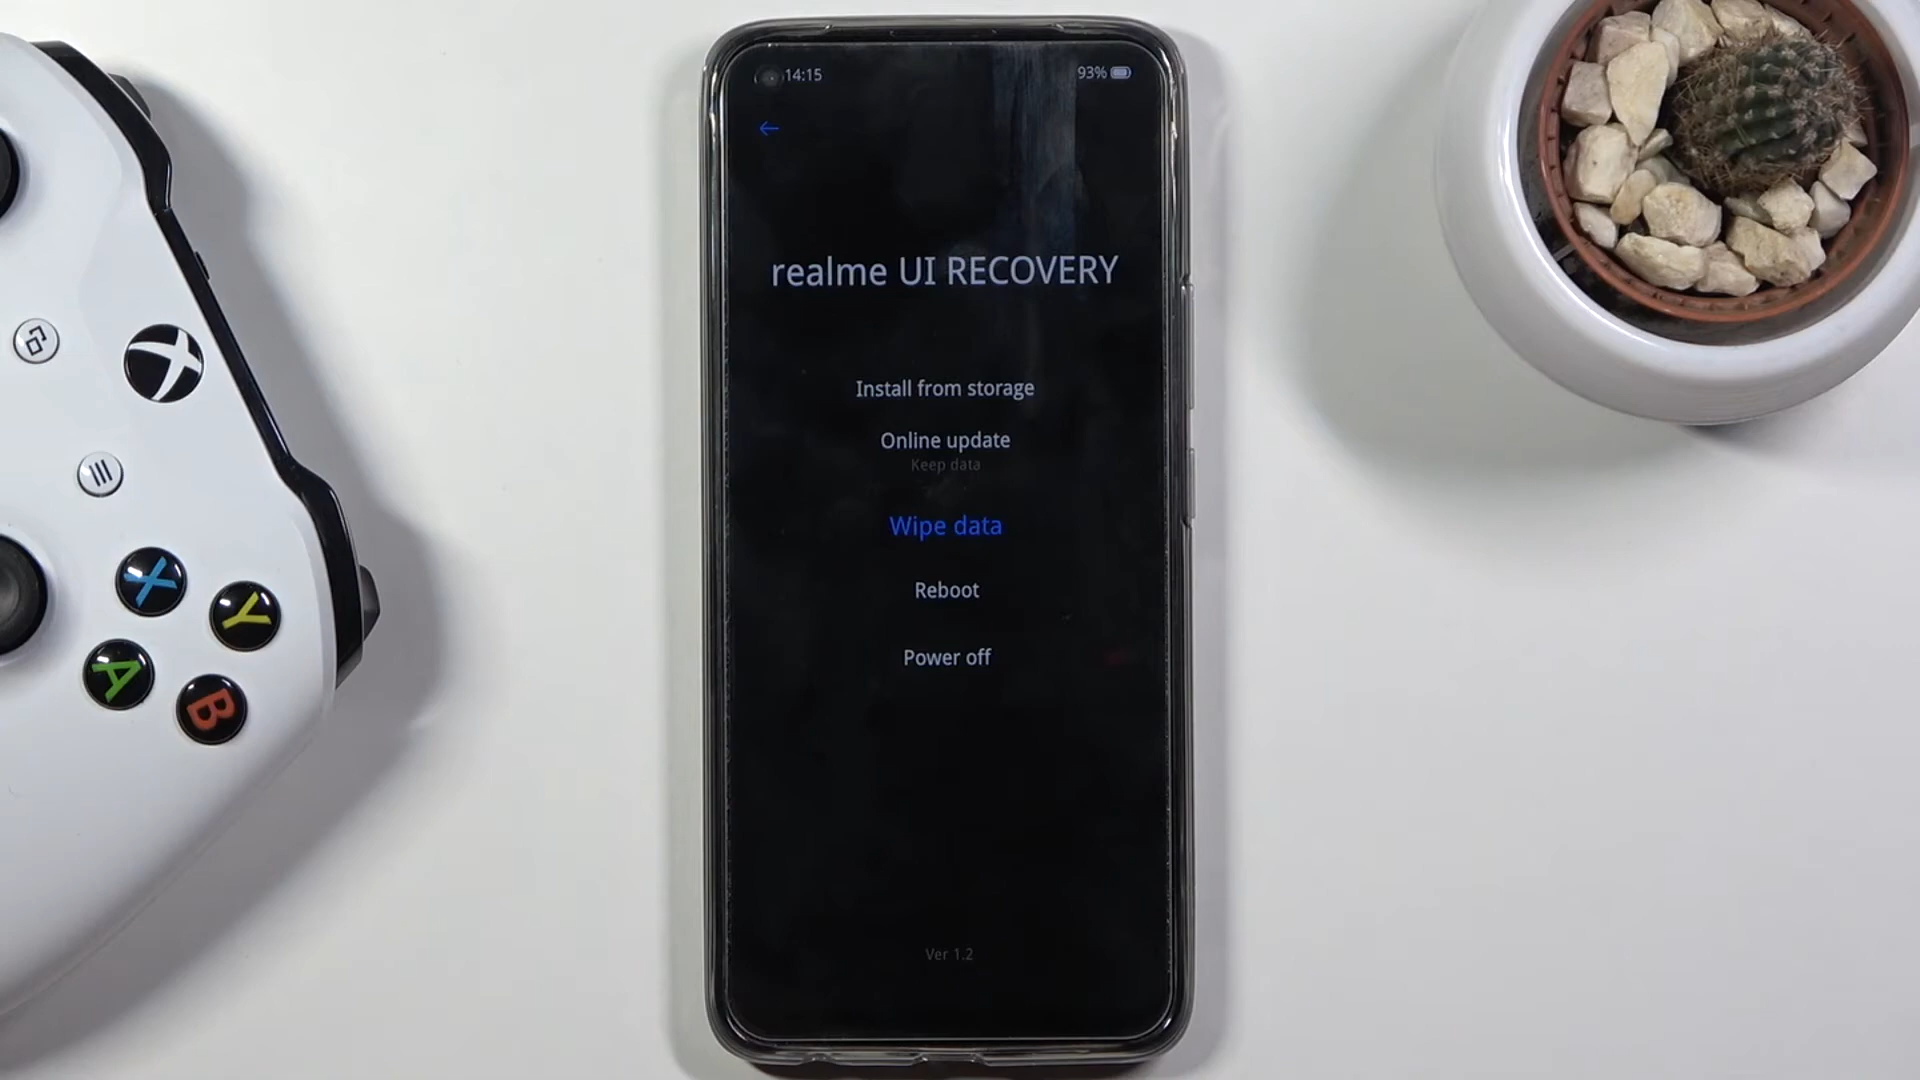 14:15
93%
realme UI RECOVERY
Install from storage
Online update
Keep data
Wipe data
Reboot
Power off
Ver 1.2
X
Y
A
B